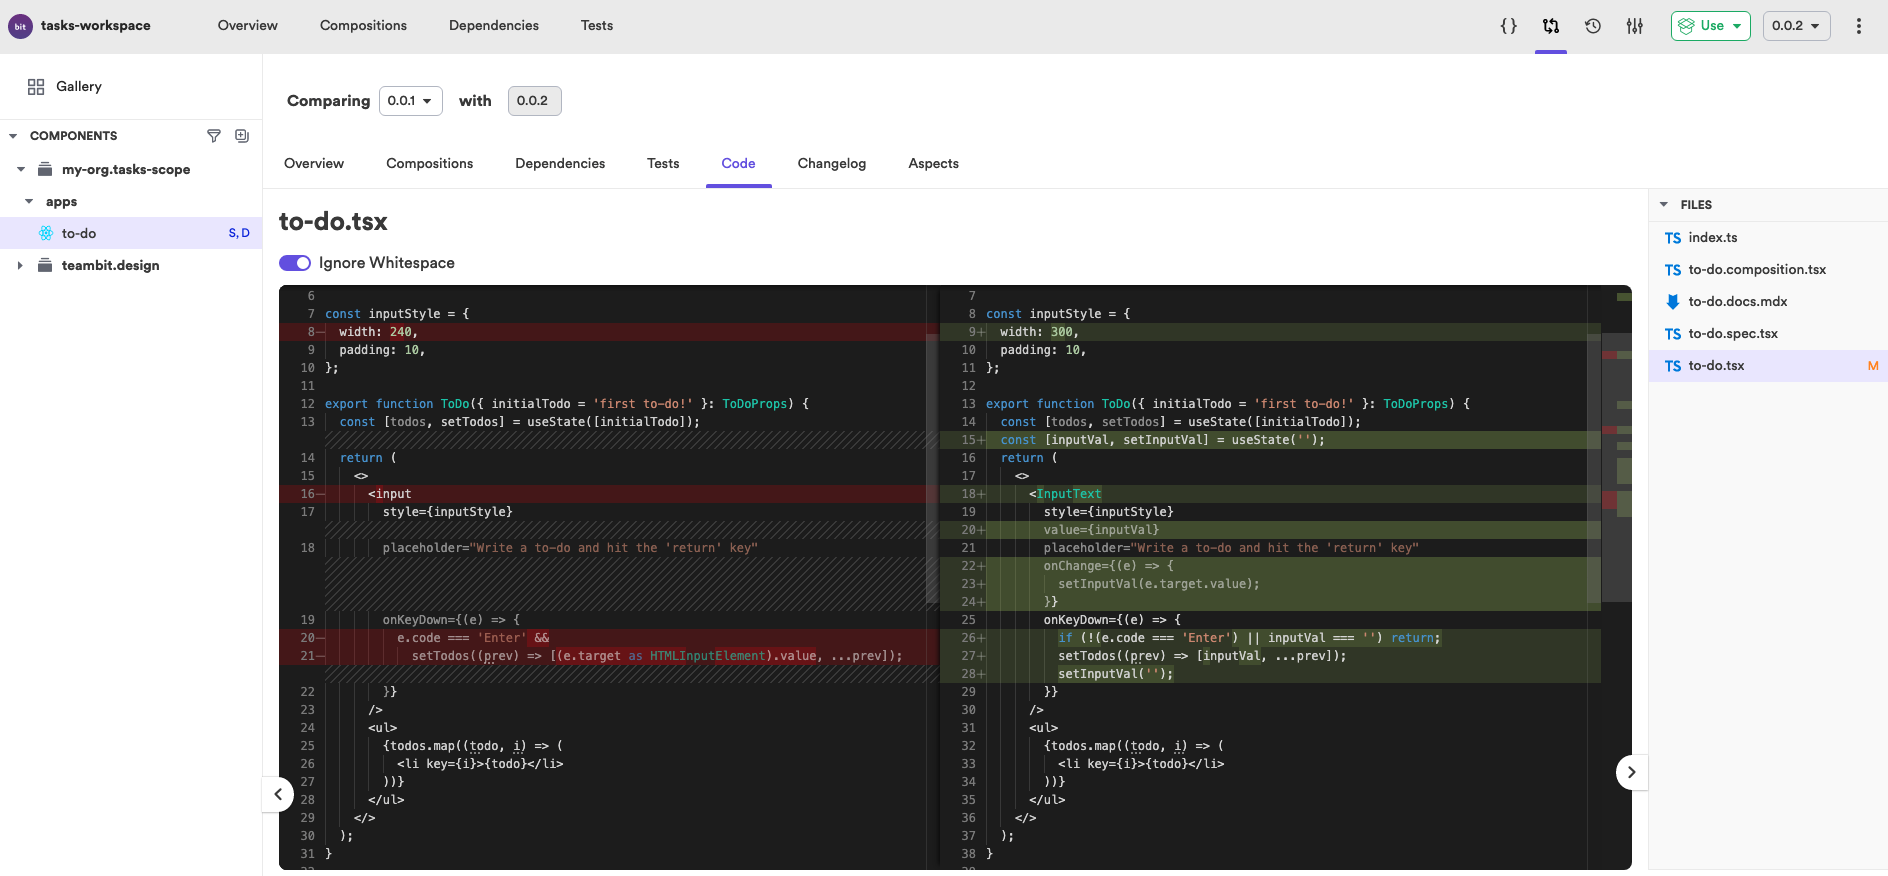 bit tasks-workspace Overview Compositions Dependencies Tests {} Use 0.0.2
Gallery
COMPONENTS
my-org.tasks-scope
apps
to-do S, D
teambit.design
Comparing 0.0.1 with 0.0.2
Overview Compositions Dependencies Tests Code Changelog Aspects
to-do.tsx
Ignore Whitespace
6
7 const inputStyle = {
8— width: 240,
9 padding: 10,
10 };
11
12 export function ToDo({ initialTodo = 'first to-do!' }: ToDoProps) {
13 const [todos, setTodos] = useState([initialTodo]);
14 return (
15 <>
16— <input
17 style={inputStyle}
18 placeholder="Write a to-do and hit the 'return' key"
19 onKeyDown={(e) => {
20— e.code === 'Enter' &&
21— setTodos((prev) => [(e.target as HTMLInputElement).value, ...prev]);
22 }}
23 />
24 <ul>
25 {todos.map((todo, i) => (
26 <li key={i}>{todo}</li>
27 ))}
28 </ul>
29 </>
30 );
31 }
7
8 const inputStyle = {
9+ width: 300,
10 padding: 10,
11 };
12
13 export function ToDo({ initialTodo = 'first to-do!' }: ToDoProps) {
14 const [todos, setTodos] = useState([initialTodo]);
15+ const [inputVal, setInputVal] = useState('');
16 return (
17 <>
18+ <InputText
19 style={inputStyle}
20+ value={inputVal}
21 placeholder="Write a to-do and hit the 'return' key"
22+ onChange={(e) => {
23+ setInputVal(e.target.value);
24+ }}
25 onKeyDown={(e) => {
26+ if (!(e.code === 'Enter') || inputVal === '') return;
27+ setTodos((prev) => [inputVal, ...prev]);
28+ setInputVal('');
29 }}
30 />
31 <ul>
32 {todos.map((todo, i) => (
33 <li key={i}>{todo}</li>
34 ))}
35 </ul>
36 </>
37 );
38 }
FILES
TS index.ts
TS to-do.composition.tsx
to-do.docs.mdx
TS to-do.spec.tsx
TS to-do.tsx M